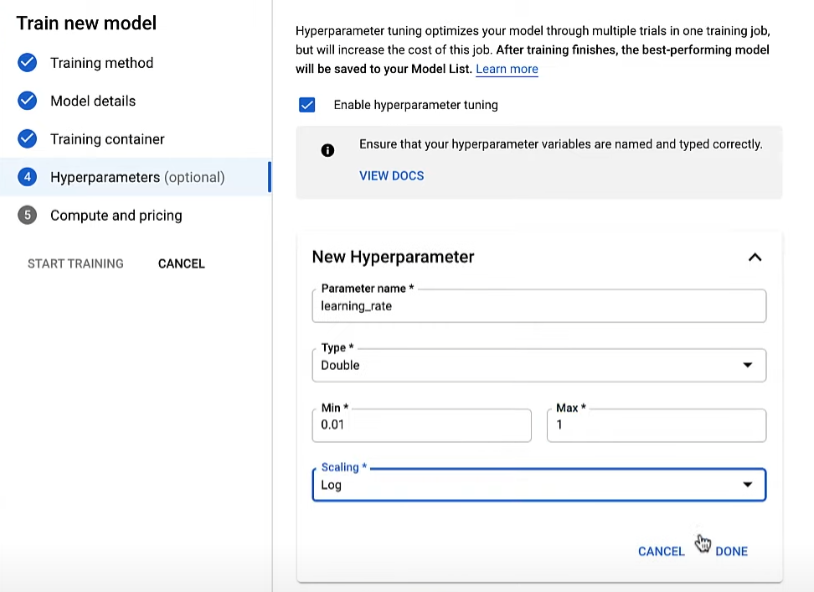 Train new model
Training method
Model details
Training container
4 Hyperparameters (optional)
5 Compute and pricing
START TRAINING CANCEL
Hyperparameter tuning optimizes your model through multiple trials in one training job,
but will increase the cost of this job. After training finishes, the best-performing model
will be saved to your Model List. Learn more
Enable hyperparameter tuning
Ensure that your hyperparameter variables are named and typed correctly.
VIEW DOCS
New Hyperparameter
Parameter name *
learning_rate
Type *
Double
Min * Max *
0.01 1
Scaling *
Log
CANCEL DONE